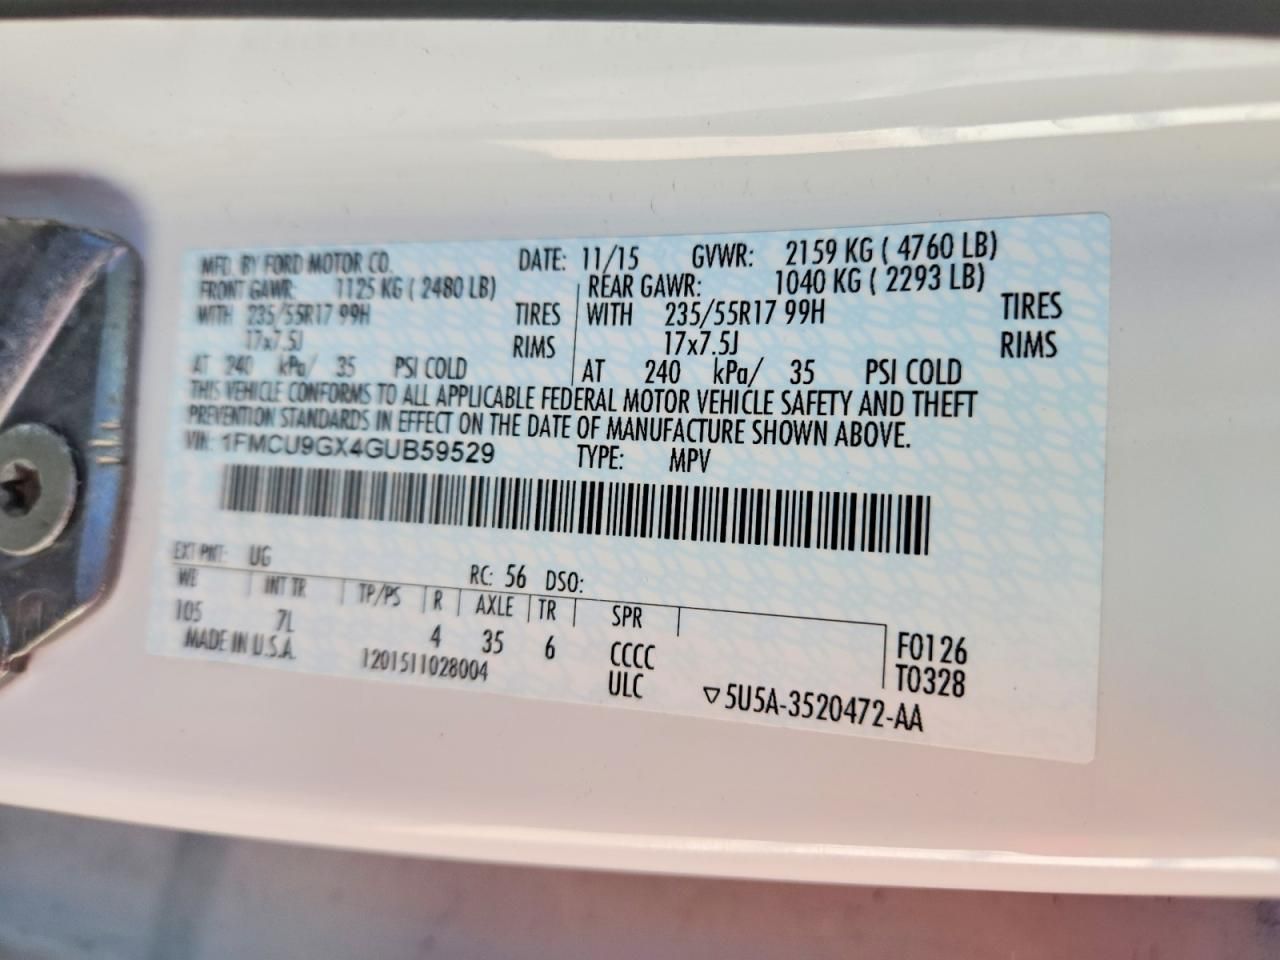 MFD. BY FORD MOTOR CO. DATE: 11/15 GVWR: 2159 KG ( 4760 LB)
FRONT GAWR: 1125 KG ( 2480 LB) REAR GAWR: 1040 KG ( 2293 LB)
WITH 235/55R17 99H TIRES WITH 235/55R17 99H TIRES
17x7.5J RIMS 17x7.5J RIMS
AT 240 kPa/ 35 PSI COLD AT 240 kPa/ 35 PSI COLD
THIS VEHICLE CONFORMS TO ALL APPLICABLE FEDERAL MOTOR VEHICLE SAFETY AND THEFT
PREVENTION STANDARDS IN EFFECT ON THE DATE OF MANUFACTURE SHOWN ABOVE.
VIN: 1FMCU9GX4GUB59529 TYPE: MPV
EXT PNT: UG RC: 56 DSO:
WB INT TR TP/PS R AXLE TR SPR
105 7L 4 35 6 CCCC F0126
MADE IN U.S.A. 1201511028004 ULC T0328
▽5U5A-3520472-AA